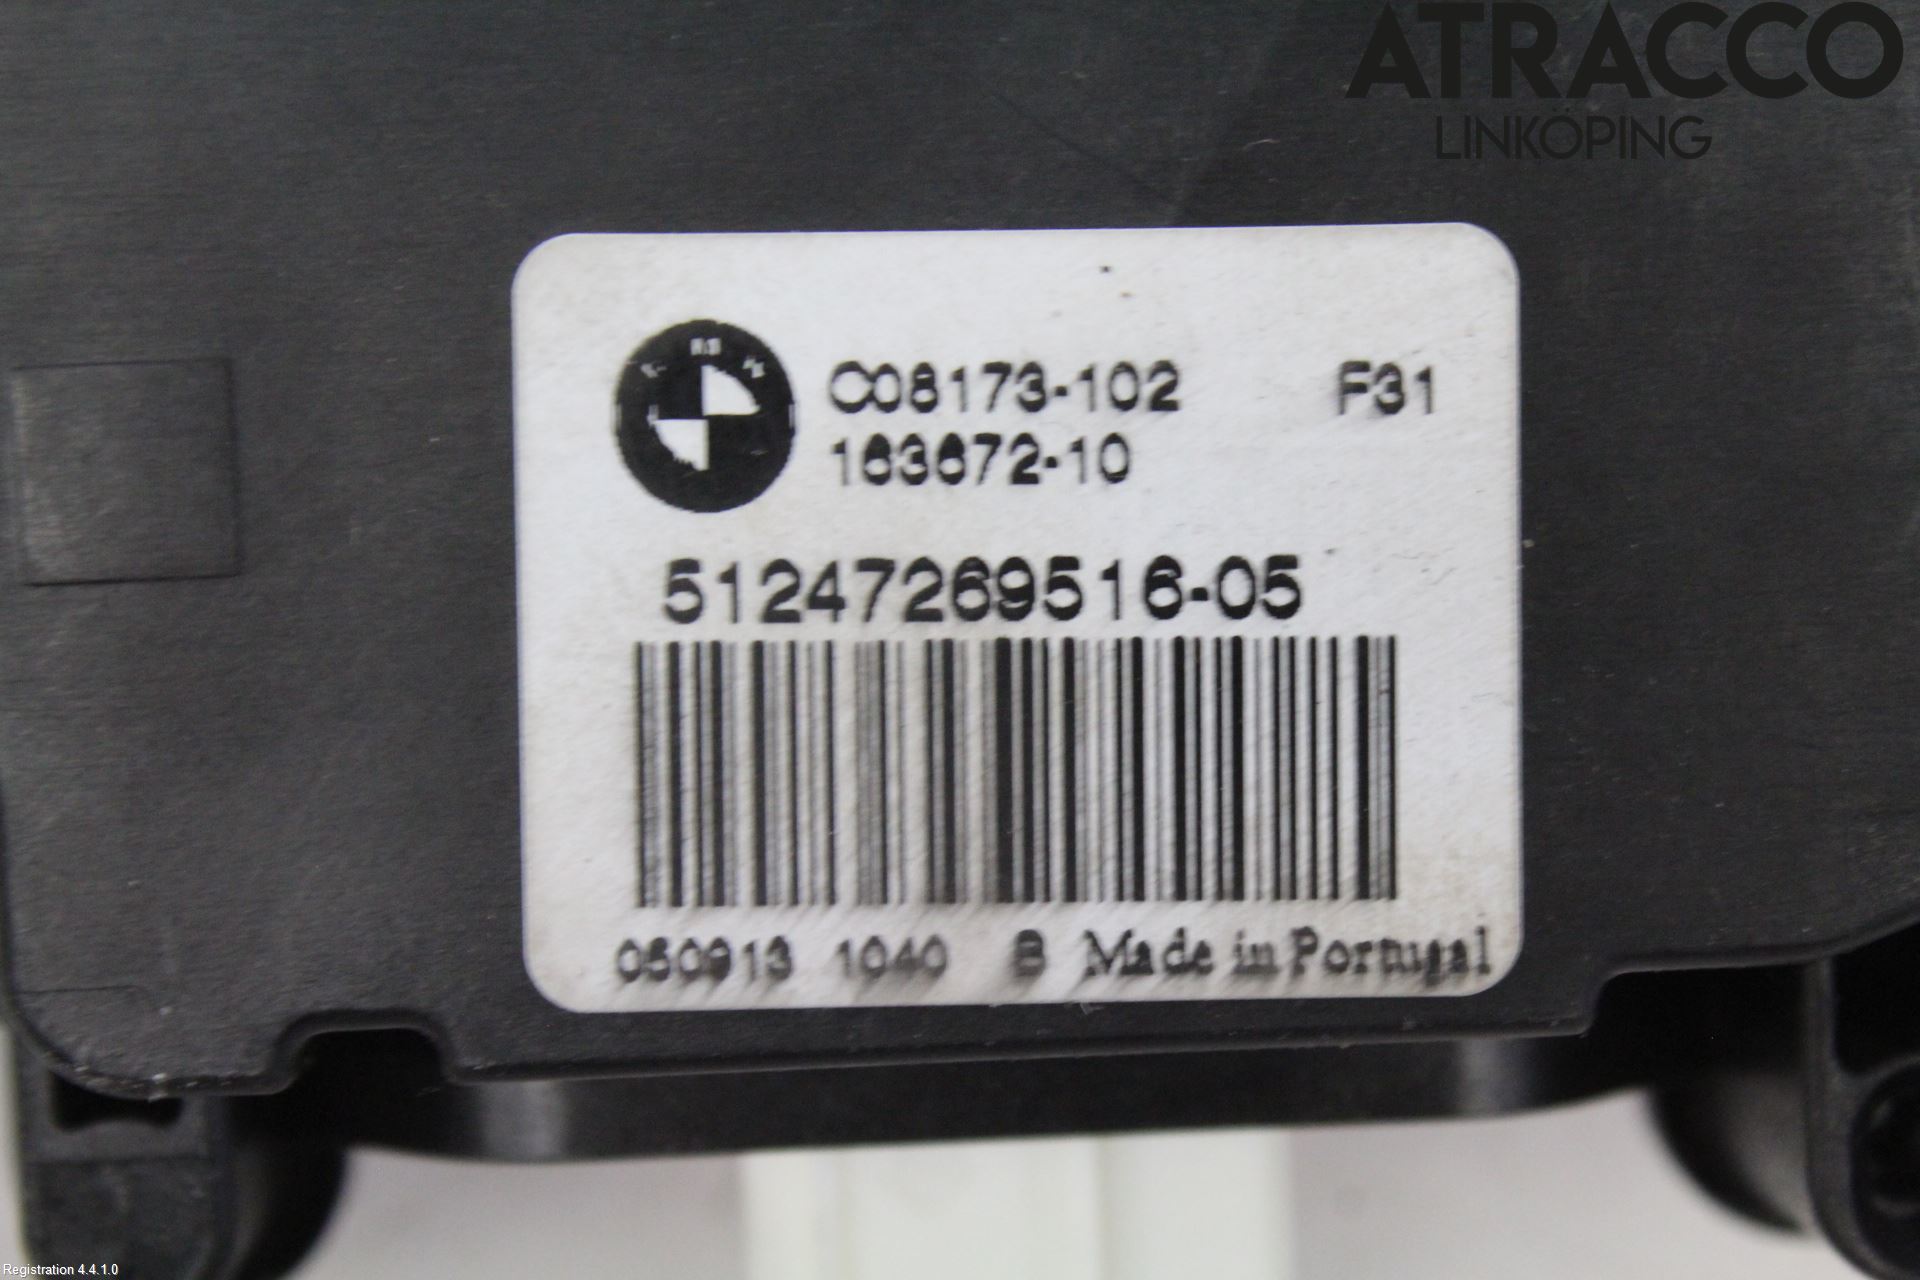 ATRACCO
LINKÖPING
C08173-102 F31
163672-10
51247269516-05
050913 1040 B Made in Portugal
Registration 4.4.1.0